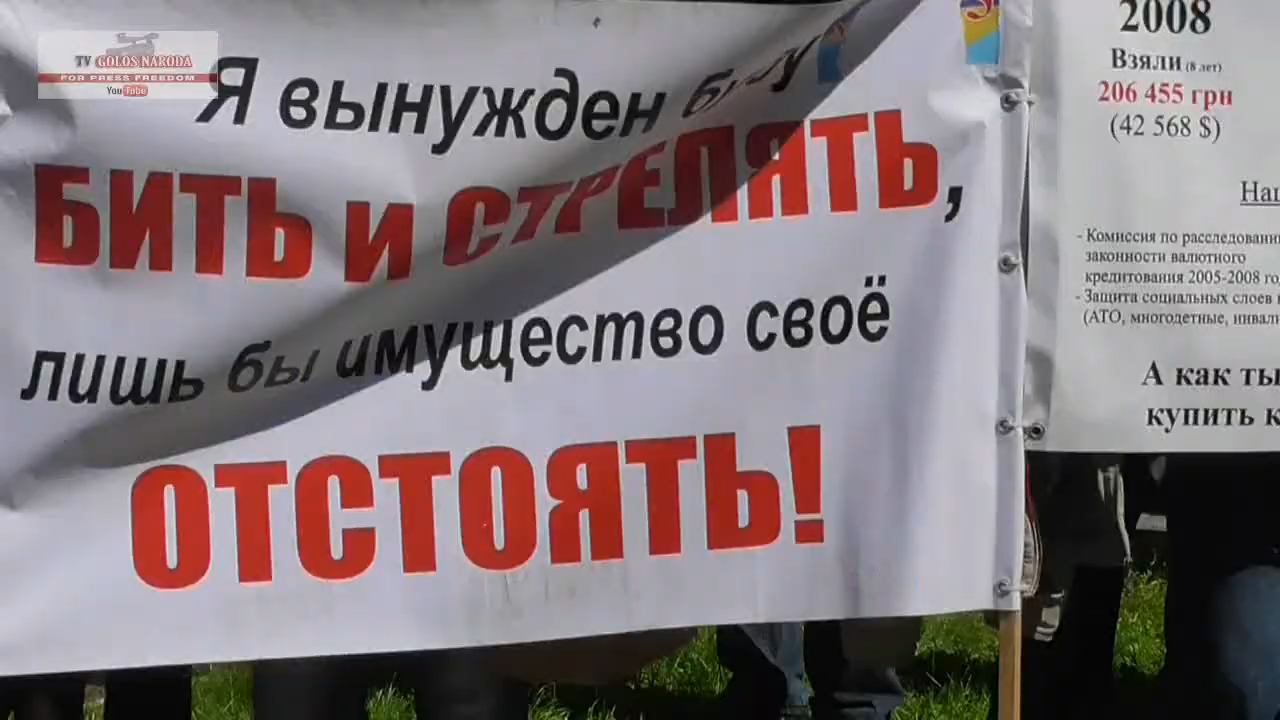 TV GOLOS NARODA
FOR PRESS FREEDOM
YouTube
Я вынужден буду
БИТЬ и СТРЕЛЯТЬ,
лишь бы имущество своё
ОТСТОЯТЬ!
2008
Взяли (8 лет)
206 455 грн
(42 568 $)
- Комиссия по расследовани
законности валютного
кредитования 2005-2008 го
- Защита социальных слоев
(АТО, многодетные, инвал
А как ты
купить к